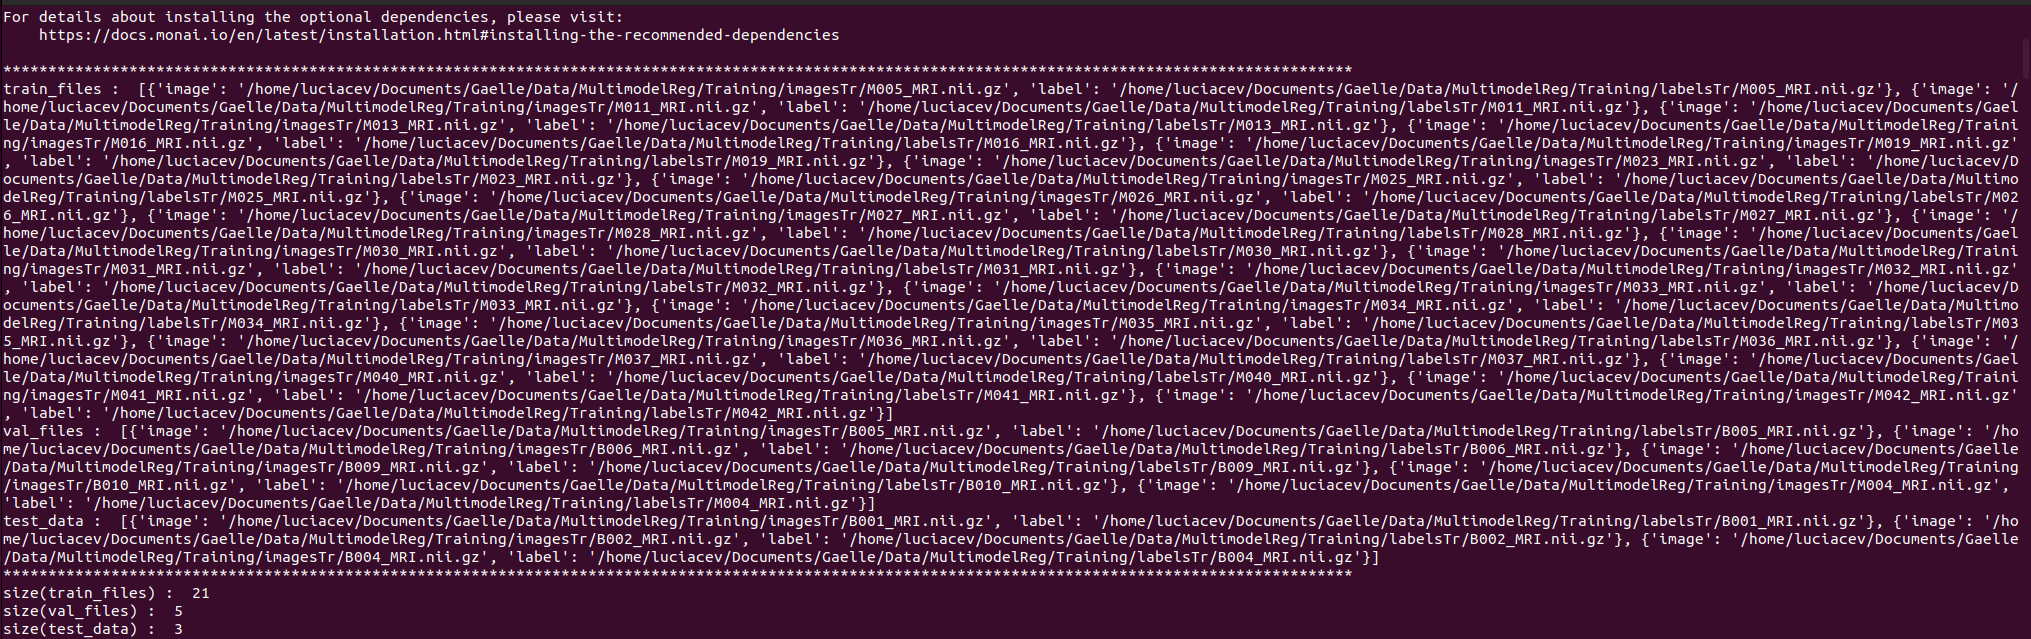 For details about installing the optional dependencies, please visit:
    https://docs.monai.io/en/latest/installation.html#installing-the-recommended-dependencies

******************************************************************************************************************************************************
train_files :  [{'image': '/home/luciacev/Documents/Gaelle/Data/MultimodelReg/Training/imagesTr/M005_MRI.nii.gz', 'label': '/home/luciacev/Documents/Gaelle/Data/MultimodelReg/Training/labelsTr/M005_MRI.nii.gz'}, {'image': '/
home/luciacev/Documents/Gaelle/Data/MultimodelReg/Training/imagesTr/M011_MRI.nii.gz', 'label': '/home/luciacev/Documents/Gaelle/Data/MultimodelReg/Training/labelsTr/M011_MRI.nii.gz'}, {'image': '/home/luciacev/Documents/Gael
le/Data/MultimodelReg/Training/imagesTr/M013_MRI.nii.gz', 'label': '/home/luciacev/Documents/Gaelle/Data/MultimodelReg/Training/labelsTr/M013_MRI.nii.gz'}, {'image': '/home/luciacev/Documents/Gaelle/Data/MultimodelReg/Traini
ng/imagesTr/M016_MRI.nii.gz', 'label': '/home/luciacev/Documents/Gaelle/Data/MultimodelReg/Training/labelsTr/M016_MRI.nii.gz'}, {'image': '/home/luciacev/Documents/Gaelle/Data/MultimodelReg/Training/imagesTr/M019_MRI.nii.gz'
, 'label': '/home/luciacev/Documents/Gaelle/Data/MultimodelReg/Training/labelsTr/M019_MRI.nii.gz'}, {'image': '/home/luciacev/Documents/Gaelle/Data/MultimodelReg/Training/imagesTr/M023_MRI.nii.gz', 'label': '/home/luciacev/D
ocuments/Gaelle/Data/MultimodelReg/Training/labelsTr/M023_MRI.nii.gz'}, {'image': '/home/luciacev/Documents/Gaelle/Data/MultimodelReg/Training/imagesTr/M025_MRI.nii.gz', 'label': '/home/luciacev/Documents/Gaelle/Data/Multimo
delReg/Training/labelsTr/M025_MRI.nii.gz'}, {'image': '/home/luciacev/Documents/Gaelle/Data/MultimodelReg/Training/imagesTr/M026_MRI.nii.gz', 'label': '/home/luciacev/Documents/Gaelle/Data/MultimodelReg/Training/labelsTr/M02
6_MRI.nii.gz'}, {'image': '/home/luciacev/Documents/Gaelle/Data/MultimodelReg/Training/imagesTr/M027_MRI.nii.gz', 'label': '/home/luciacev/Documents/Gaelle/Data/MultimodelReg/Training/labelsTr/M027_MRI.nii.gz'}, {'image': '/
home/luciacev/Documents/Gaelle/Data/MultimodelReg/Training/imagesTr/M028_MRI.nii.gz', 'label': '/home/luciacev/Documents/Gaelle/Data/MultimodelReg/Training/labelsTr/M028_MRI.nii.gz'}, {'image': '/home/luciacev/Documents/Gael
le/Data/MultimodelReg/Training/imagesTr/M030_MRI.nii.gz', 'label': '/home/luciacev/Documents/Gaelle/Data/MultimodelReg/Training/labelsTr/M030_MRI.nii.gz'}, {'image': '/home/luciacev/Documents/Gaelle/Data/MultimodelReg/Traini
ng/imagesTr/M031_MRI.nii.gz', 'label': '/home/luciacev/Documents/Gaelle/Data/MultimodelReg/Training/labelsTr/M031_MRI.nii.gz'}, {'image': '/home/luciacev/Documents/Gaelle/Data/MultimodelReg/Training/imagesTr/M032_MRI.nii.gz'
, 'label': '/home/luciacev/Documents/Gaelle/Data/MultimodelReg/Training/labelsTr/M032_MRI.nii.gz'}, {'image': '/home/luciacev/Documents/Gaelle/Data/MultimodelReg/Training/imagesTr/M033_MRI.nii.gz', 'label': '/home/luciacev/D
ocuments/Gaelle/Data/MultimodelReg/Training/labelsTr/M033_MRI.nii.gz'}, {'image': '/home/luciacev/Documents/Gaelle/Data/MultimodelReg/Training/imagesTr/M034_MRI.nii.gz', 'label': '/home/luciacev/Documents/Gaelle/Data/Multimo
delReg/Training/labelsTr/M034_MRI.nii.gz'}, {'image': '/home/luciacev/Documents/Gaelle/Data/MultimodelReg/Training/imagesTr/M035_MRI.nii.gz', 'label': '/home/luciacev/Documents/Gaelle/Data/MultimodelReg/Training/labelsTr/M03
5_MRI.nii.gz'}, {'image': '/home/luciacev/Documents/Gaelle/Data/MultimodelReg/Training/imagesTr/M036_MRI.nii.gz', 'label': '/home/luciacev/Documents/Gaelle/Data/MultimodelReg/Training/labelsTr/M036_MRI.nii.gz'}, {'image': '/
home/luciacev/Documents/Gaelle/Data/MultimodelReg/Training/imagesTr/M037_MRI.nii.gz', 'label': '/home/luciacev/Documents/Gaelle/Data/MultimodelReg/Training/labelsTr/M037_MRI.nii.gz'}, {'image': '/home/luciacev/Documents/Gael
le/Data/MultimodelReg/Training/imagesTr/M040_MRI.nii.gz', 'label': '/home/luciacev/Documents/Gaelle/Data/MultimodelReg/Training/labelsTr/M040_MRI.nii.gz'}, {'image': '/home/luciacev/Documents/Gaelle/Data/MultimodelReg/Traini
ng/imagesTr/M041_MRI.nii.gz', 'label': '/home/luciacev/Documents/Gaelle/Data/MultimodelReg/Training/labelsTr/M041_MRI.nii.gz'}, {'image': '/home/luciacev/Documents/Gaelle/Data/MultimodelReg/Training/imagesTr/M042_MRI.nii.gz'
, 'label': '/home/luciacev/Documents/Gaelle/Data/MultimodelReg/Training/labelsTr/M042_MRI.nii.gz'}]
val_files :  [{'image': '/home/luciacev/Documents/Gaelle/Data/MultimodelReg/Training/imagesTr/B005_MRI.nii.gz', 'label': '/home/luciacev/Documents/Gaelle/Data/MultimodelReg/Training/labelsTr/B005_MRI.nii.gz'}, {'image': '/ho
me/luciacev/Documents/Gaelle/Data/MultimodelReg/Training/imagesTr/B006_MRI.nii.gz', 'label': '/home/luciacev/Documents/Gaelle/Data/MultimodelReg/Training/labelsTr/B006_MRI.nii.gz'}, {'image': '/home/luciacev/Documents/Gaelle
/Data/MultimodelReg/Training/imagesTr/B009_MRI.nii.gz', 'label': '/home/luciacev/Documents/Gaelle/Data/MultimodelReg/Training/labelsTr/B009_MRI.nii.gz'}, {'image': '/home/luciacev/Documents/Gaelle/Data/MultimodelReg/Training
/imagesTr/B010_MRI.nii.gz', 'label': '/home/luciacev/Documents/Gaelle/Data/MultimodelReg/Training/labelsTr/B010_MRI.nii.gz'}, {'image': '/home/luciacev/Documents/Gaelle/Data/MultimodelReg/Training/imagesTr/M004_MRI.nii.gz',
'label': '/home/luciacev/Documents/Gaelle/Data/MultimodelReg/Training/labelsTr/M004_MRI.nii.gz'}]
test_data :  [{'image': '/home/luciacev/Documents/Gaelle/Data/MultimodelReg/Training/imagesTr/B001_MRI.nii.gz', 'label': '/home/luciacev/Documents/Gaelle/Data/MultimodelReg/Training/labelsTr/B001_MRI.nii.gz'}, {'image': '/ho
me/luciacev/Documents/Gaelle/Data/MultimodelReg/Training/imagesTr/B002_MRI.nii.gz', 'label': '/home/luciacev/Documents/Gaelle/Data/MultimodelReg/Training/labelsTr/B002_MRI.nii.gz'}, {'image': '/home/luciacev/Documents/Gaelle
/Data/MultimodelReg/Training/imagesTr/B004_MRI.nii.gz', 'label': '/home/luciacev/Documents/Gaelle/Data/MultimodelReg/Training/labelsTr/B004_MRI.nii.gz'}]
******************************************************************************************************************************************************
size(train_files) :  21
size(val_files) :  5
size(test_data) :  3